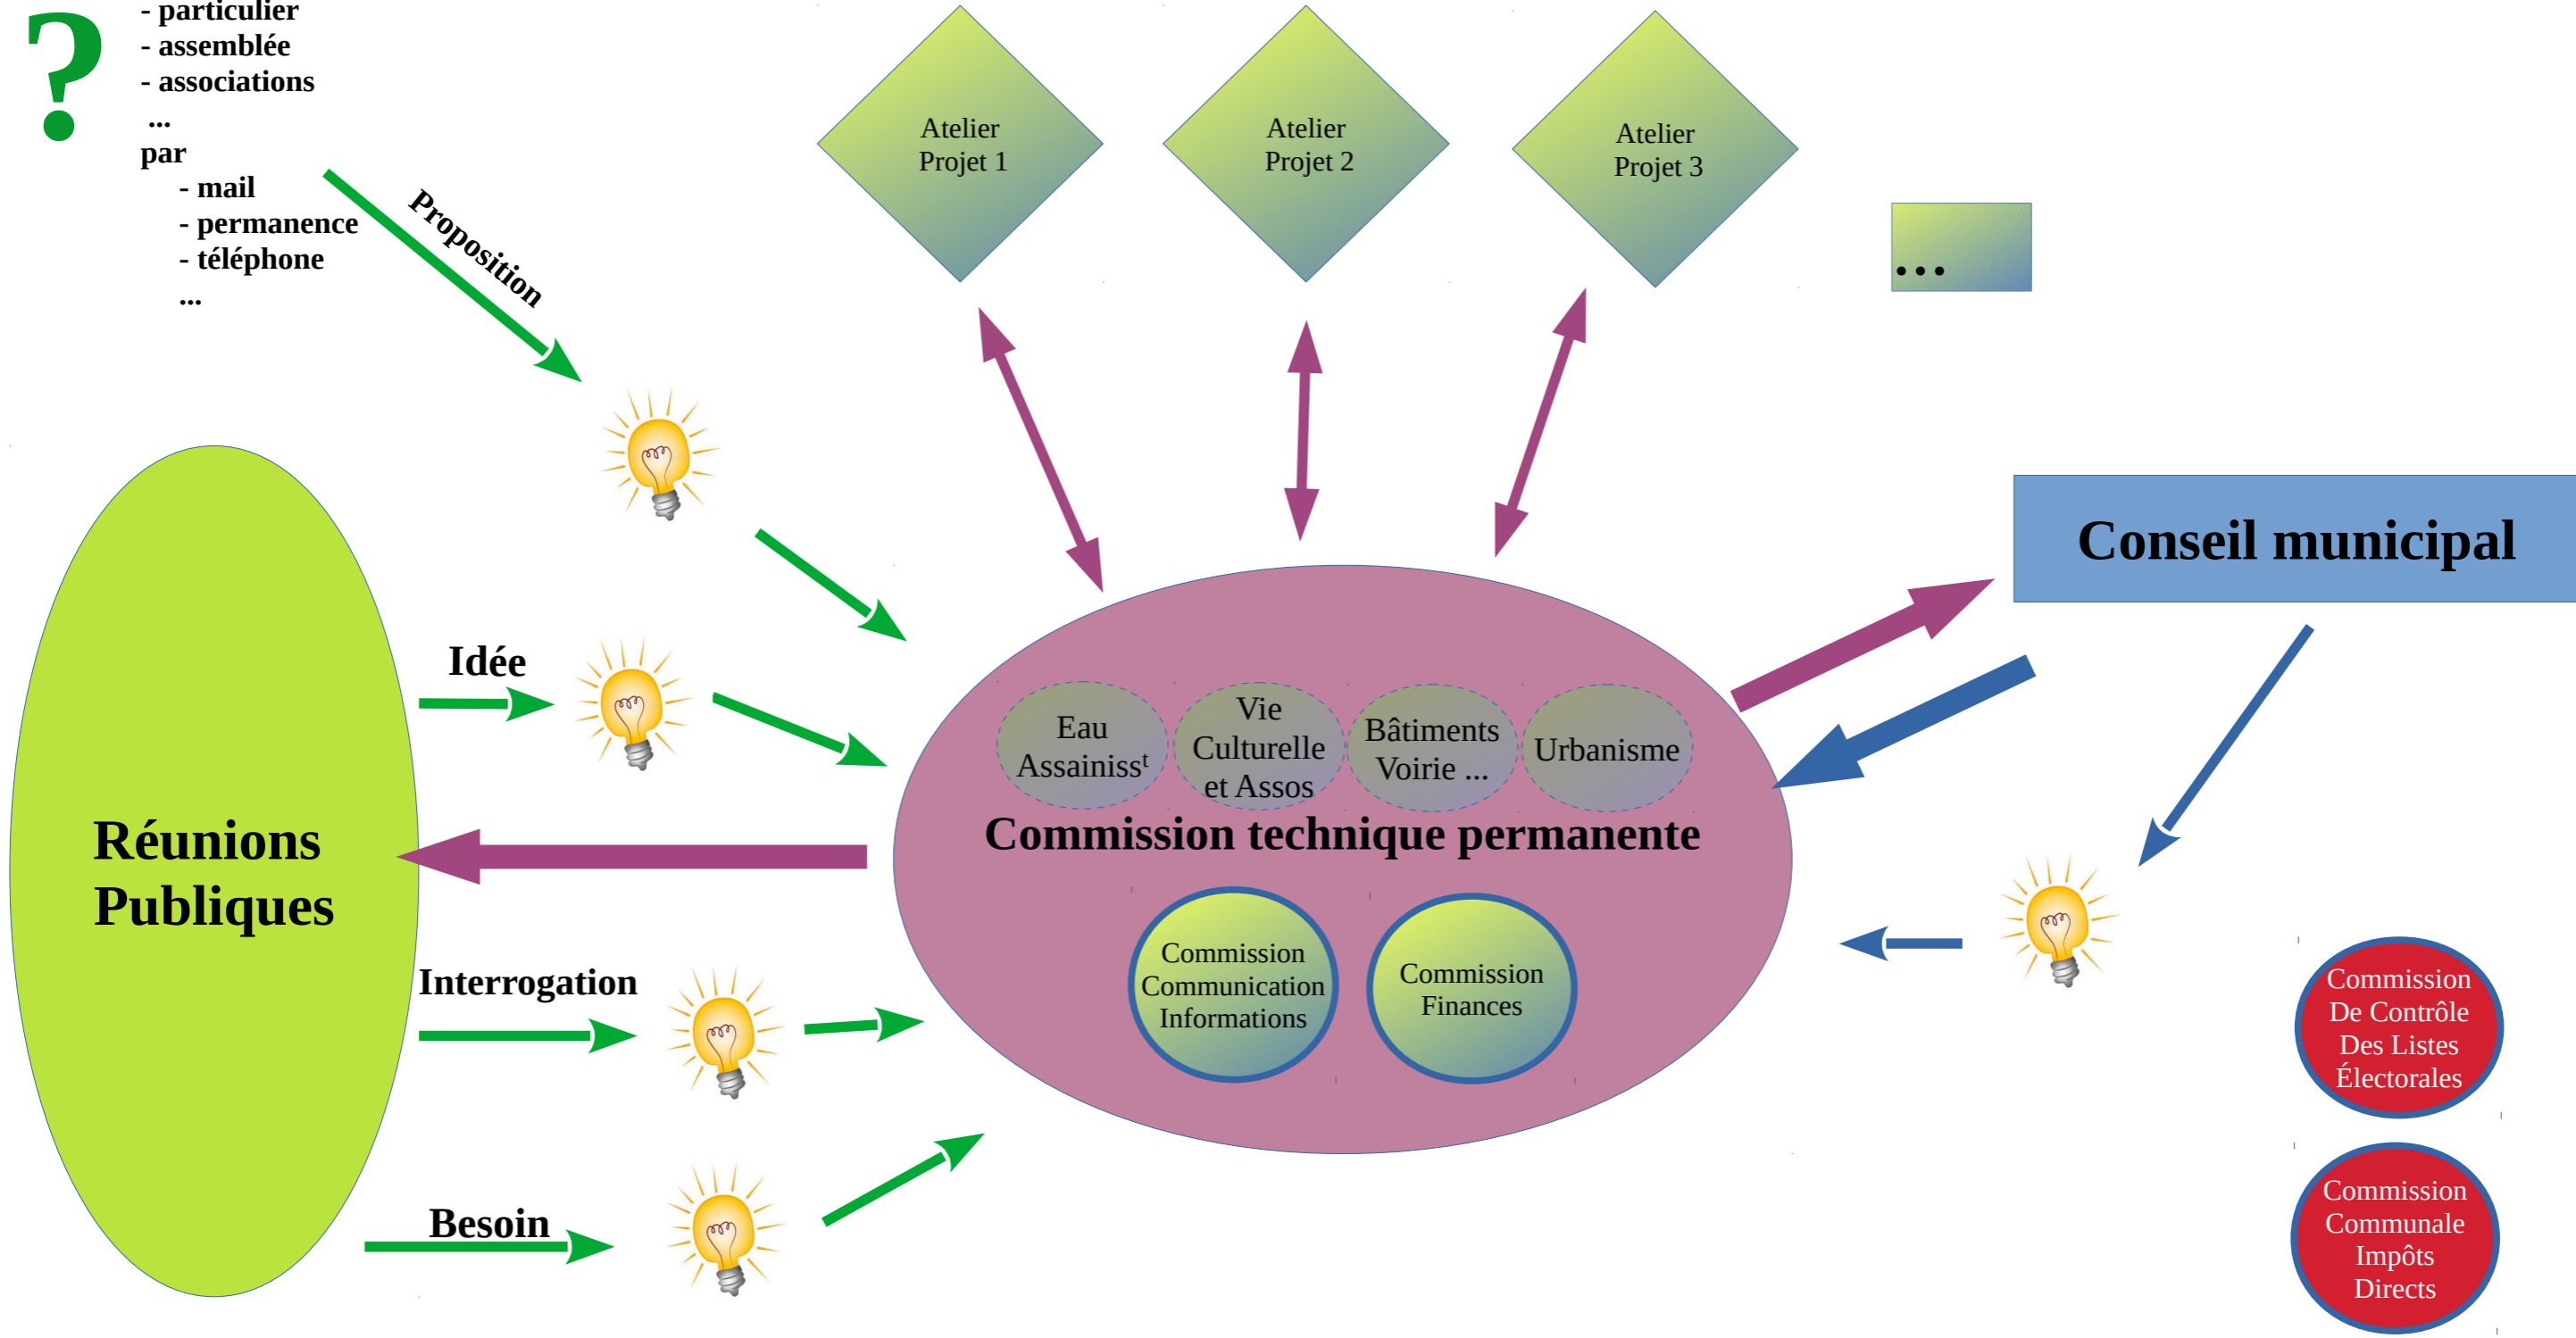 ?
- particulier
- assemblée
- associations
...
par
- mail
- permanence
- téléphone
...
Proposition
Atelier
Projet 1
Atelier
Projet 2
Atelier
Projet 3
...
Conseil municipal
Idée
Réunions
Publiques
Interrogation
Besoin
Eau
Assainissᵗ
Vie
Culturelle
et Assos
Bâtiments
Voirie ...
Urbanisme
Commission technique permanente
Commission
Communication
Informations
Commission
Finances
Commission
De Contrôle
Des Listes
Électorales
Commission
Communale
Impôts
Directs